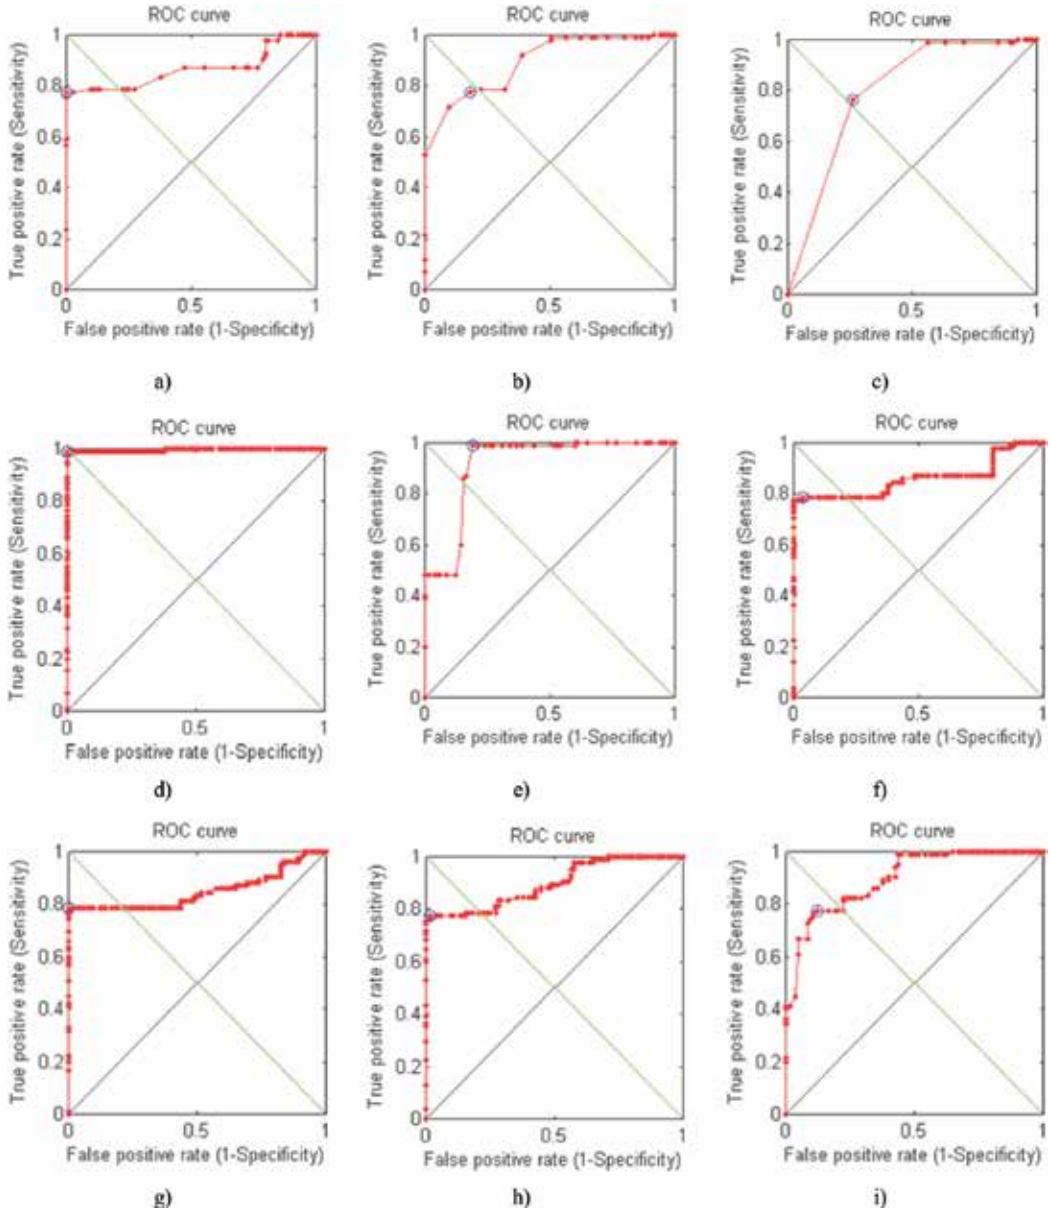 ROC curve
True positive rate (Sensitivity)
1
0.8
0.6
0.4
0.2
0
0 0.5 1
False positive rate (1-Specificity)
a)
ROC curve
True positive rate (Sensitivity)
1
0.8
0.6
0.4
0.2
0
0 0.5 1
False positive rate (1-Specificity)
b)
ROC curve
True positive rate (Sensitivity)
1
0.8
0.6
0.4
0.2
0
0 0.5 1
False positive rate (1-Specificity)
c)
ROC curve
True positive rate (Sensitivity)
1
0.8
0.6
0.4
0.2
0
0 0.5 1
False positive rate (1-Specificity)
d)
ROC curve
True positive rate (Sensitivity)
1
0.8
0.6
0.4
0.2
0
0 0.5 1
False positive rate (1-Specificity)
e)
ROC curve
True positive rate (Sensitivity)
1
0.8
0.6
0.4
0.2
0
0 0.5 1
False positive rate (1-Specificity)
f)
ROC curve
True positive rate (Sensitivity)
1
0.8
0.6
0.4
0.2
0
0 0.5 1
False positive rate (1-Specificity)
g)
ROC curve
True positive rate (Sensitivity)
1
0.8
0.6
0.4
0.2
0
0 0.5 1
False positive rate (1-Specificity)
h)
ROC curve
True positive rate (Sensitivity)
1
0.8
0.6
0.4
0.2
0
0 0.5 1
False positive rate (1-Specificity)
i)